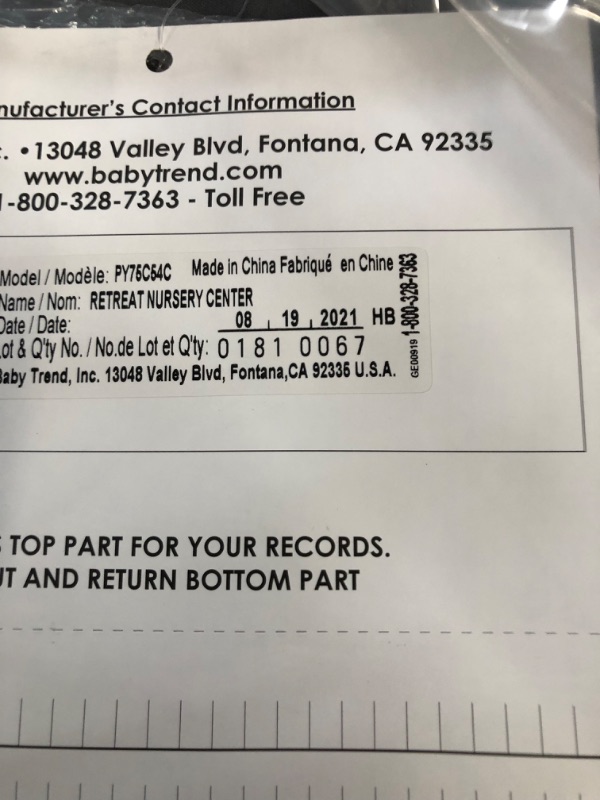 nufacturer's Contact Information
. • 13048 Valley Blvd, Fontana, CA 92335
www.babytrend.com
1-800-328-7363 - Toll Free
Model / Modèle: PY75C54C Made in China Fabriqué en Chine
Name / Nom: RETREAT NURSERY CENTER
Date / Date: 08 19 2021 HB
Lot & Q'ty No. / No.de Lot et Q'ty: 0181 0067
Baby Trend, Inc. 13048 Valley Blvd, Fontana,CA 92335 U.S.A.
GE00919 1-800-328-7363
TOP PART FOR YOUR RECORDS.
UT AND RETURN BOTTOM PART